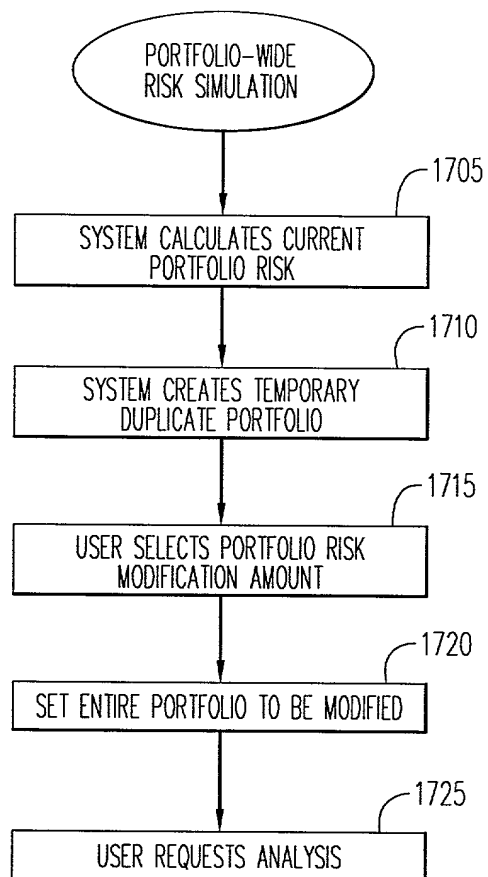 PORTFOLIO-WIDE
RISK SIMULATION
1705
SYSTEM CALCULATES CURRENT
PORTFOLIO RISK
1710
SYSTEM CREATES TEMPORARY
DUPLICATE PORTFOLIO
1715
USER SELECTS PORTFOLIO RISK
MODIFICATION AMOUNT
1720
SET ENTIRE PORTFOLIO TO BE MODIFIED
1725
USER REQUESTS ANALYSIS